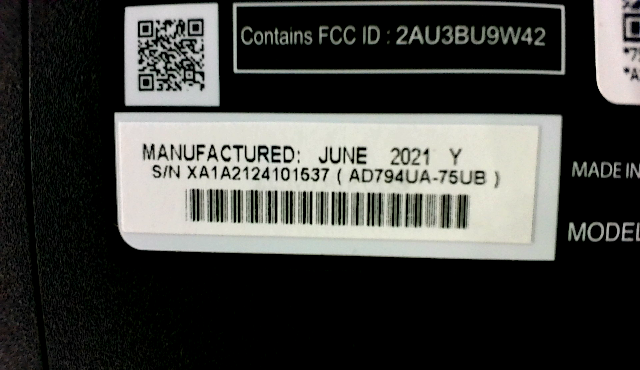 Contains FCC ID : 2AU3BU9W42
MANUFACTURED: JUNE 2021 Y
S/N XA1A2124101537 ( AD794UA-75UB )
MADE IN
MODEL